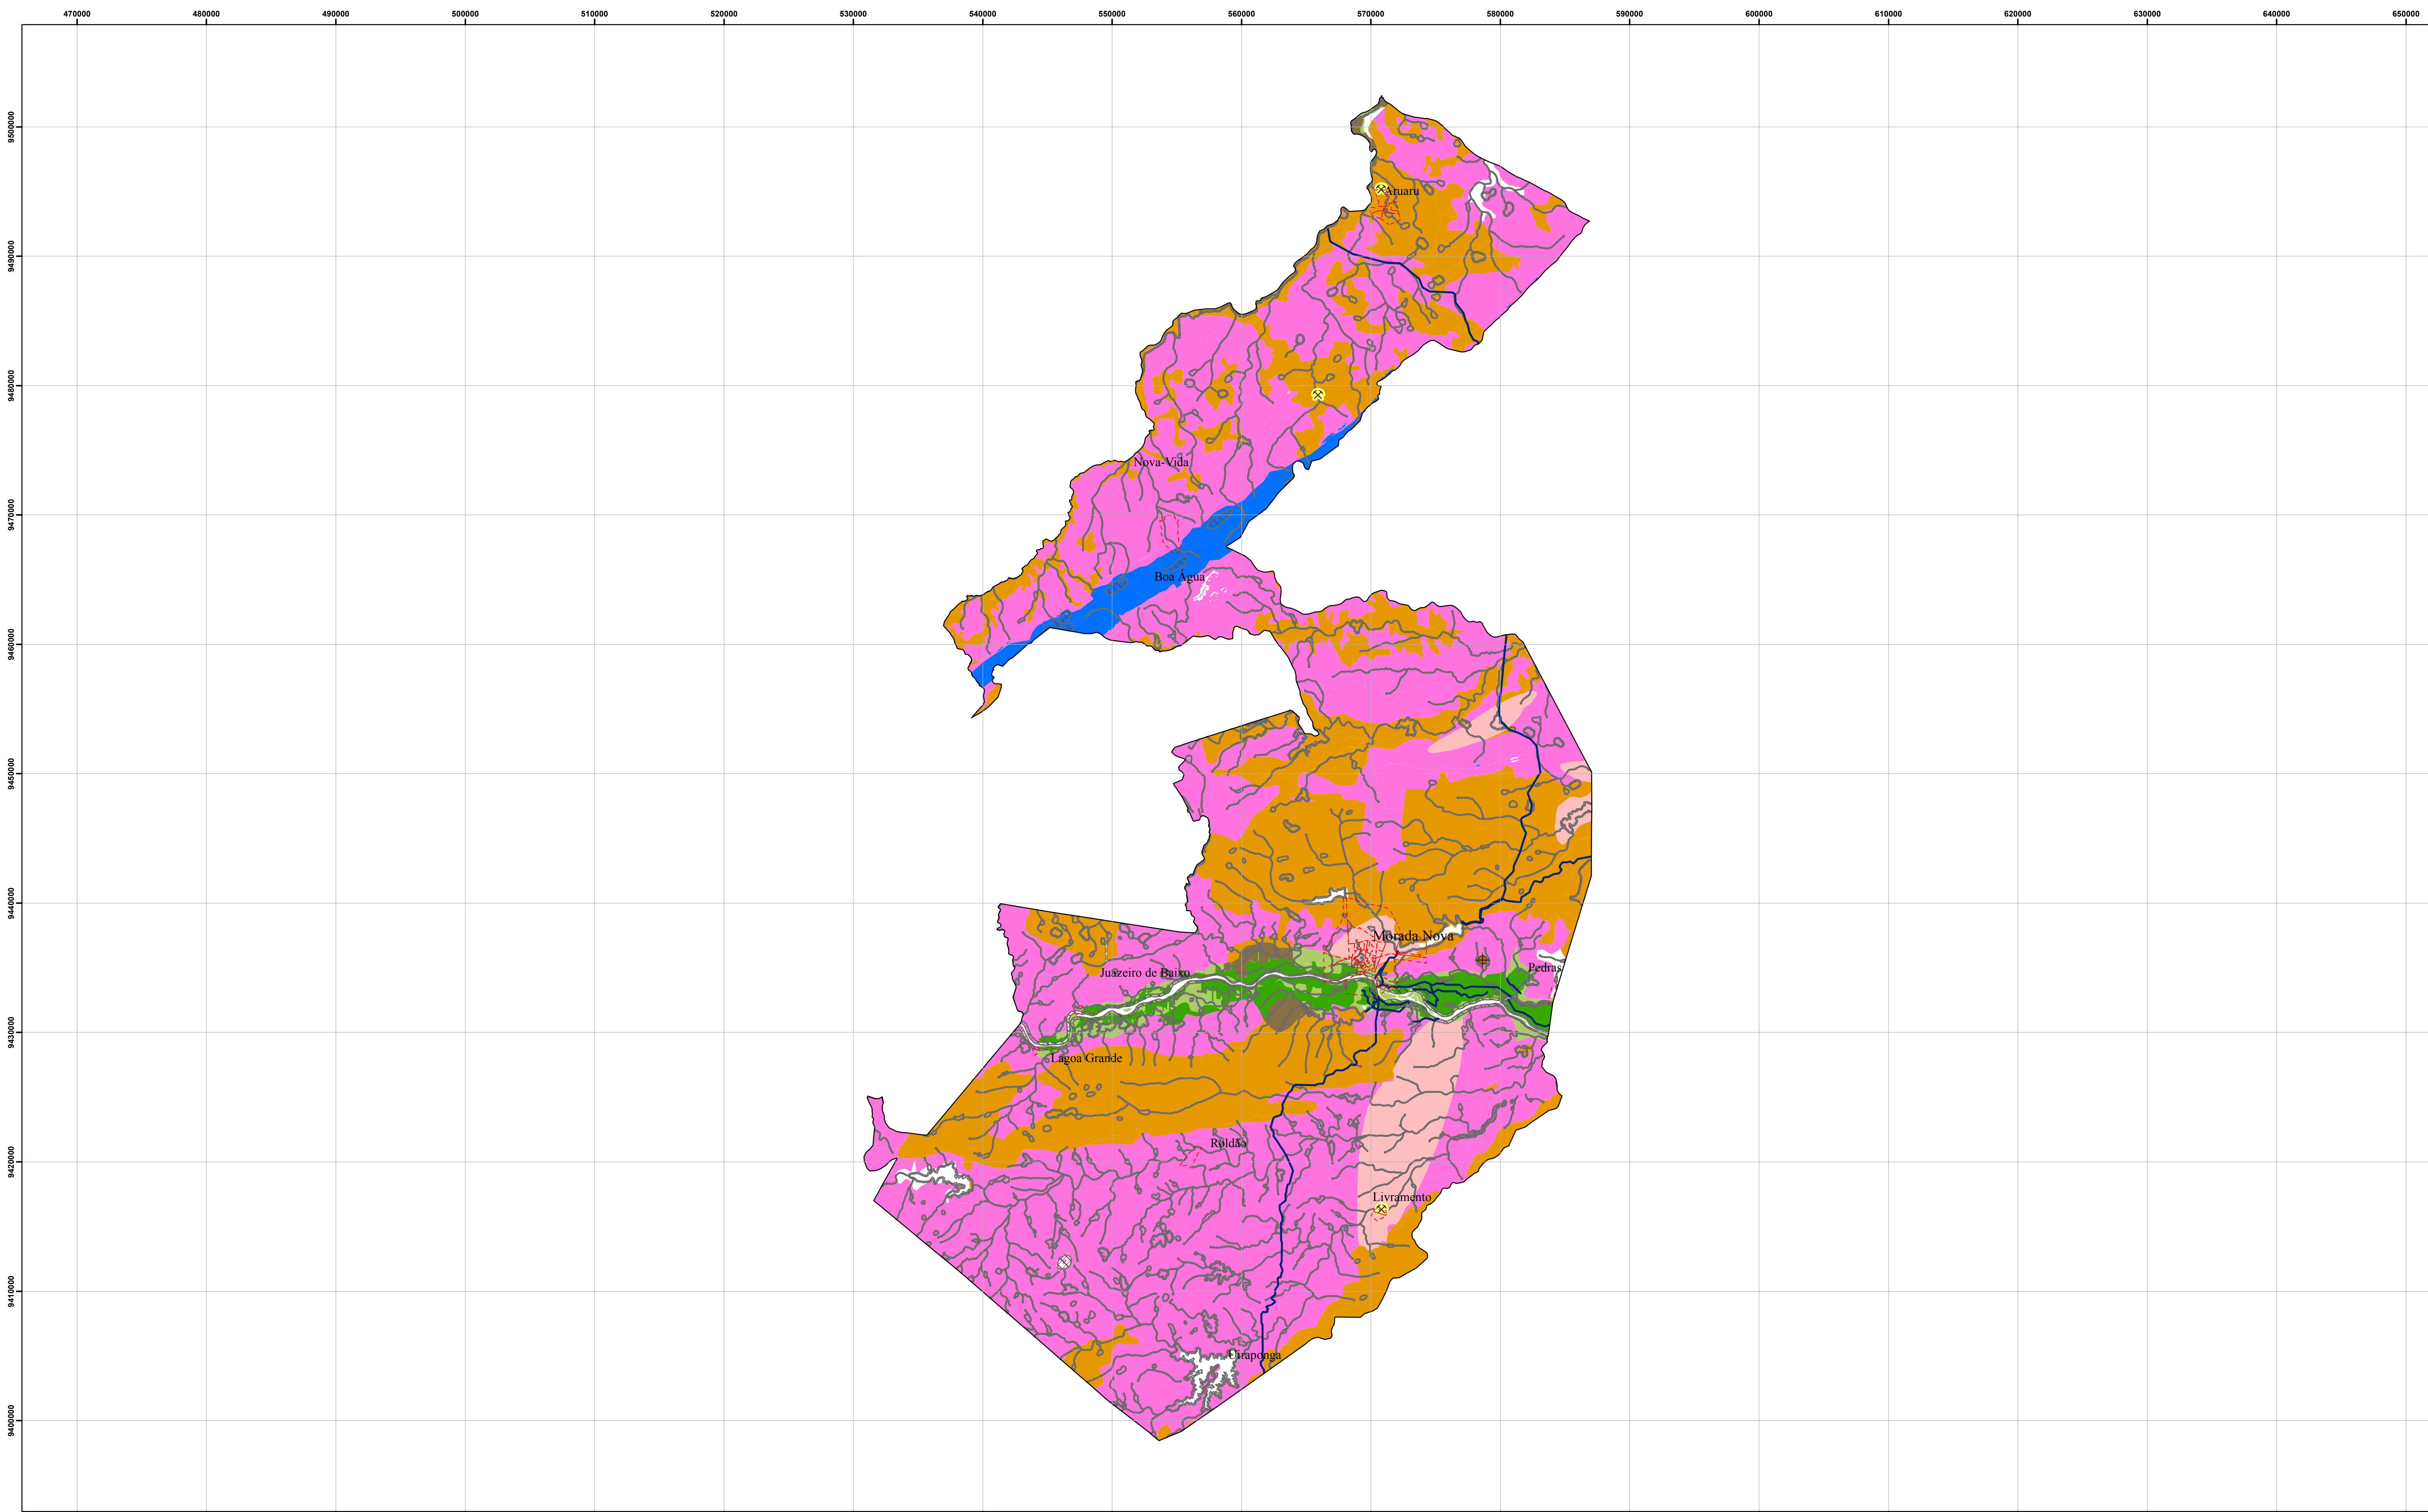 470000 480000 490000 500000 510000 520000 530000 540000 550000 560000 570000 580000 590000 600000 610000 620000 630000 640000 650000
9500000
Aruaru
9490000
9480000
Nova-Vida
9470000
Boa Água
9460000
9450000
9440000
Morada Nova
Pedras
Juazeiro de Baixo
9430000
Lagoa Grande
Roldão
9420000
Livramento
9410000
Uiraponga
9400000